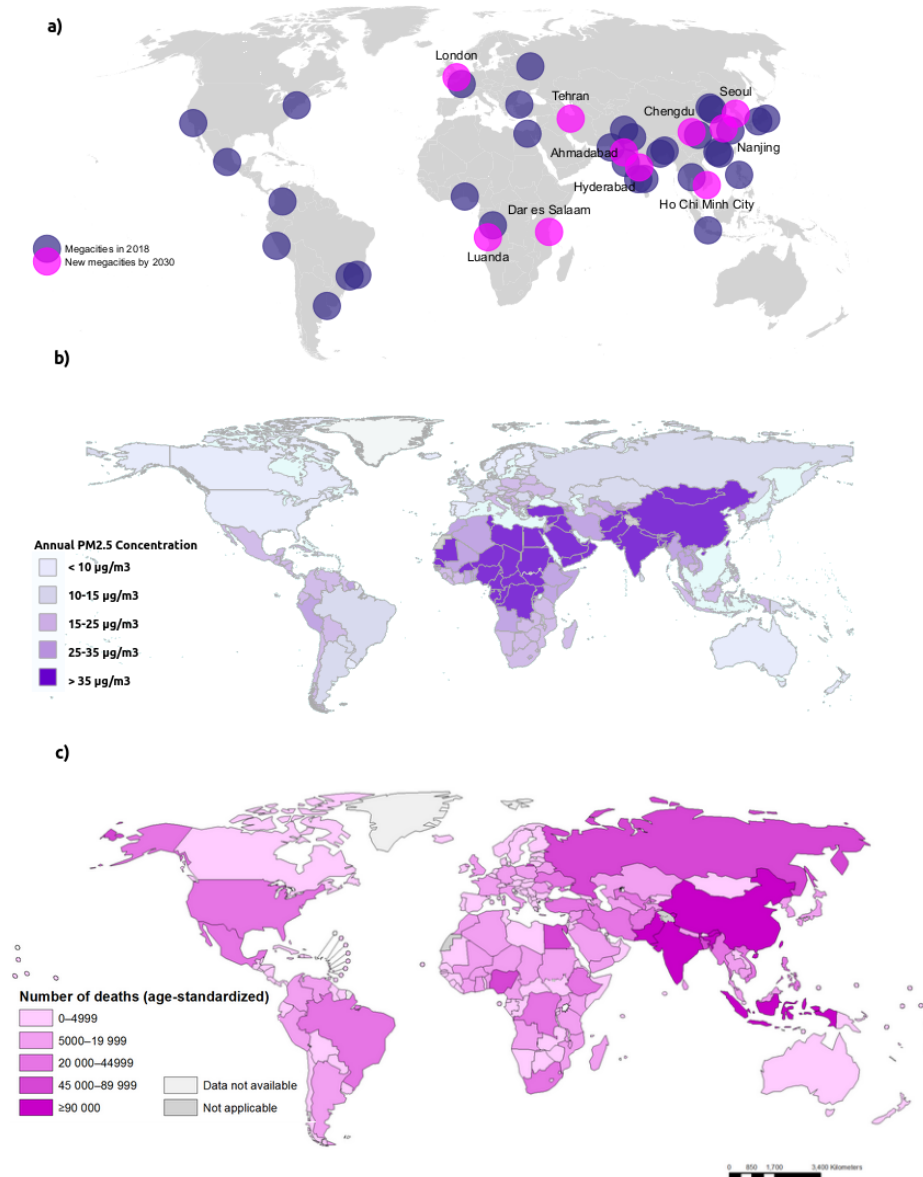 a)
London
Tehran
Seoul
Chengdu
Ahmadabad
Nanjing
Hyderabad
Ho Chi Minh City
Dar es Salaam
Luanda
Megacities in 2018
New megacities by 2030
b)
Annual PM2.5 Concentration
< 10 µg/m3
10-15 µg/m3
15-25 µg/m3
25-35 µg/m3
> 35 µg/m3
c)
Number of deaths (age-standardized)
0–4999
5000–19 999
20 000–44999
45 000–89 999
≥90 000
Data not available
Not applicable
0 850 1,700 3,400 Kilometers